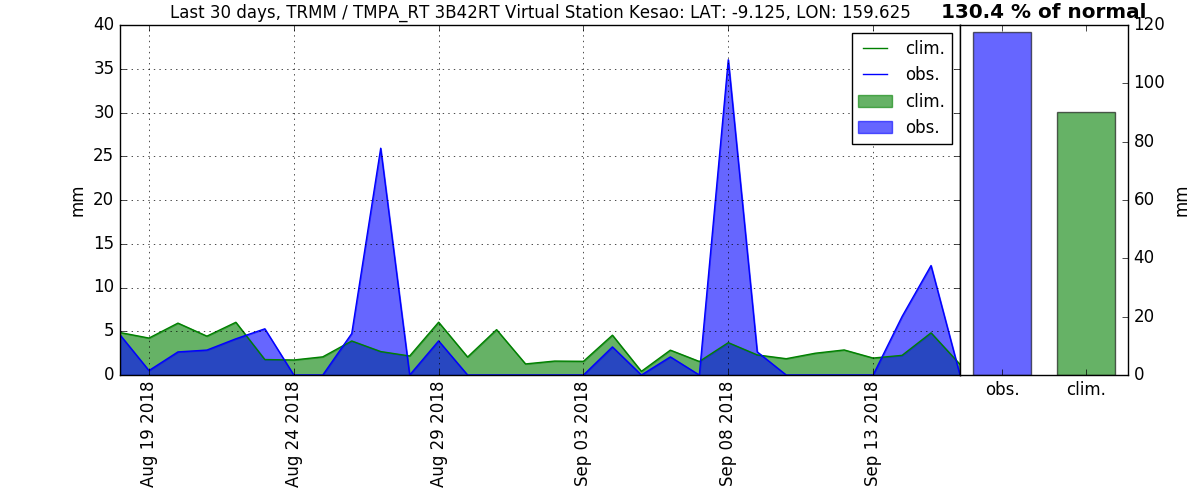 Last 30 days, TRMM / TMPA_RT 3B42RT Virtual Station Kesao: LAT: -9.125, LON: 159.625
130.4 % of normal
40
35
30
25
20
15
10
5
0
mm
clim.
obs.
clim.
obs.
120
100
80
60
40
20
0
mm
Aug 19 2018
Aug 24 2018
Aug 29 2018
Sep 03 2018
Sep 08 2018
Sep 13 2018
obs.
clim.